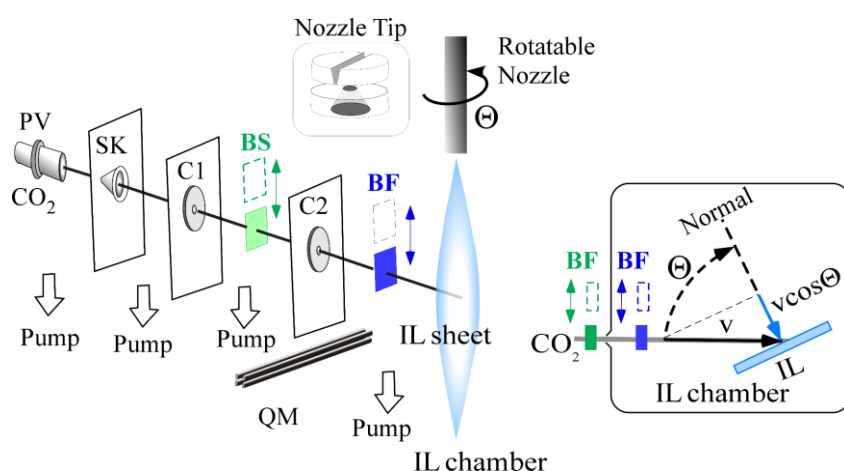 Nozzle Tip
Rotatable
Nozzle
Θ
PV
CO2
SK
C1
BS
C2
BF
Pump
Pump
Pump
QM
Pump
IL sheet
IL chamber
Normal
Θ
BF
BF
vcosΘ
v
CO2
IL
IL chamber